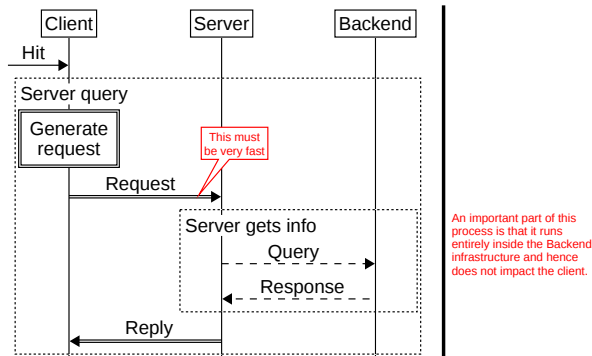 Client
Server
Backend
Hit
Server query
Generate
request
This must
be very fast
Request
Server gets info
Query
Response
Reply
An important part of this
process is that it runs
entirely inside the Backend
infrastructure and hence
does not impact the client.